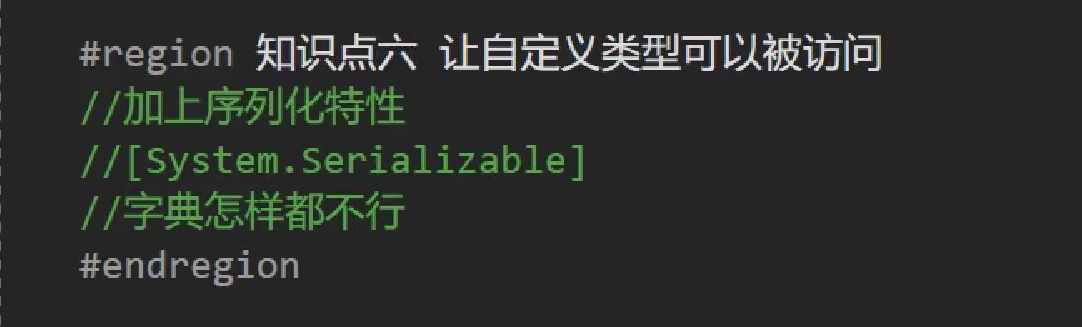 #region 知识点六 让自定义类型可以被访问
//加上序列化特性
//[System.Serializable]
//字典怎样都不行
#endregion